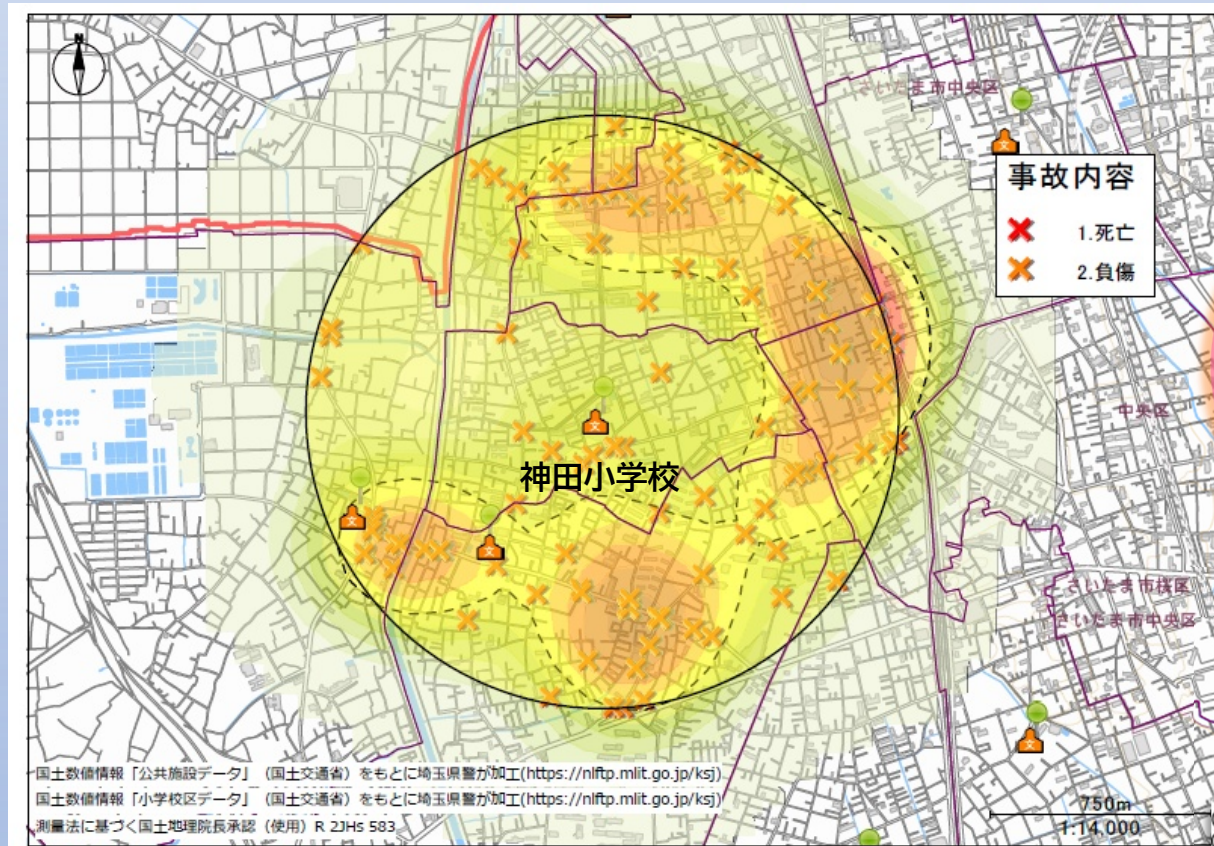 N
さいたま市中央区
事故内容
1.死亡
2.負傷
中央区
神田小学校
さいたま市桜区
さいたま市中央区
国土数値情報「公共施設データ」（国土交通省）をもとに埼玉県警が加工(https://nlftp.mlit.go.jp/ksj)
国土数値情報「小学校区データ」（国土交通省）をもとに埼玉県警が加工(https://nlftp.mlit.go.jp/ksj)
測量法に基づく国土地理院長承認（使用）R 2JHs 583
750m
1:14,000